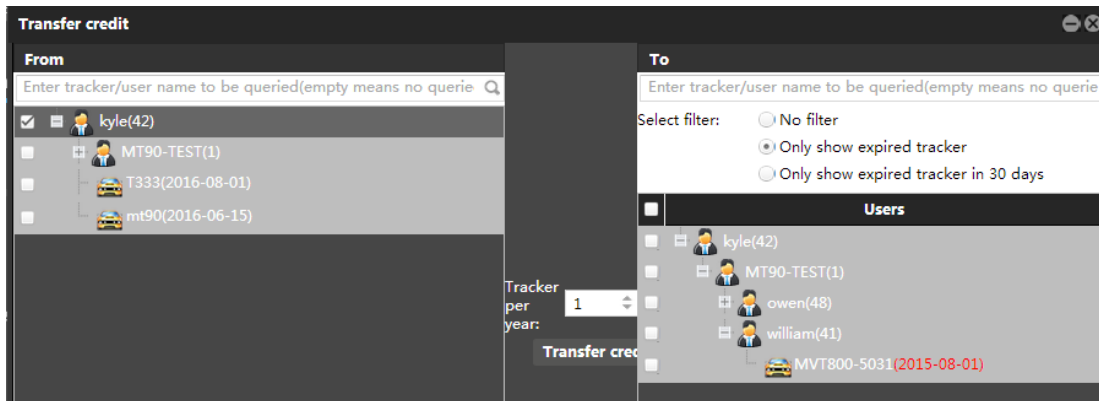 Transfer credit
From
Enter tracker/user name to be queried(empty means no querie
kyle(42)
MT90-TEST(1)
T333(2016-08-01)
mt90(2016-06-15)
Tracker
per
year:
1
Transfer cred
To
Enter tracker/user name to be queried(empty means no querie
Select filter:
No filter
Only show expired tracker
Only show expired tracker in 30 days
Users
kyle(42)
MT90-TEST(1)
owen(48)
william(41)
MVT800-5031(2015-08-01)